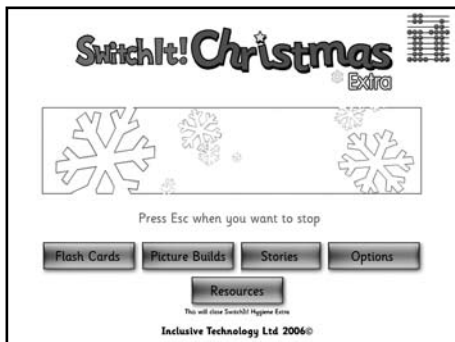 SwitchIt! Christmas
Extra
Press Esc when you want to stop
Flash Cards Picture Builds Stories Options
Resources
This will close SwitchIt! Hygiene Extra
Inclusive Technology Ltd 2006©